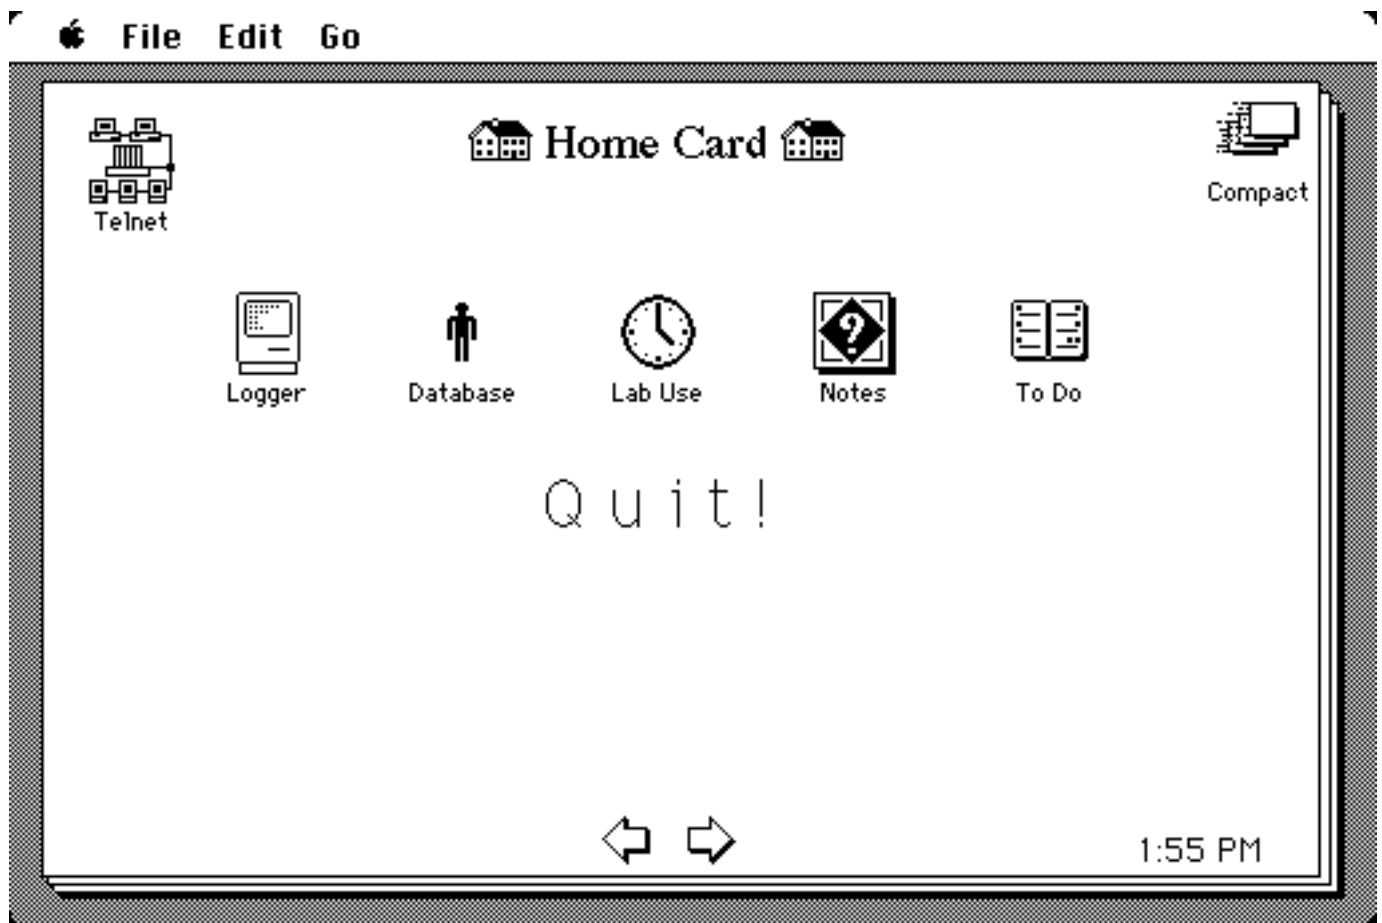 File Edit Go
Home Card
Telnet
Compact
Logger Database Lab Use Notes To Do
Quit!
1:55 PM